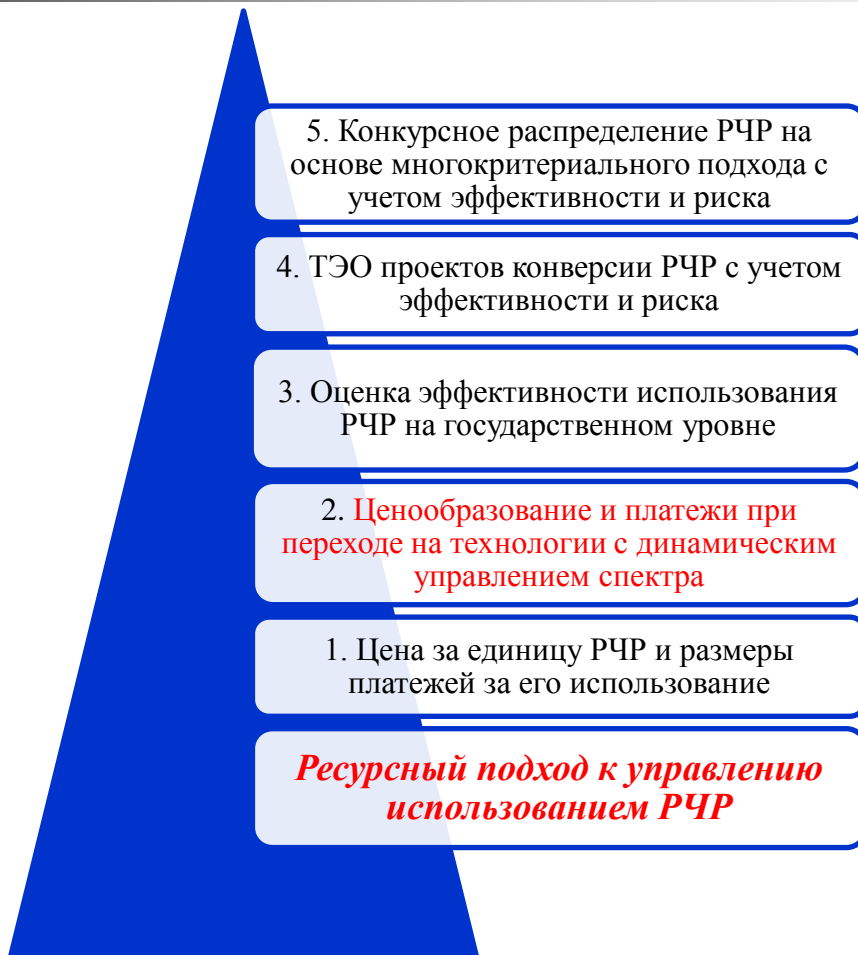 5. Конкурсное распределение РЧР на
основе многокритериального подхода с
учетом эффективности и риска
4. ТЭО проектов конверсии РЧР с учетом
эффективности и риска
3. Оценка эффективности использования
РЧР на государственном уровне
2. Ценообразование и платежи при
переходе на технологии с динамическим
управлением спектра
1. Цена за единицу РЧР и размеры
платежей за его использование
Ресурсный подход к управлению
использованием РЧР